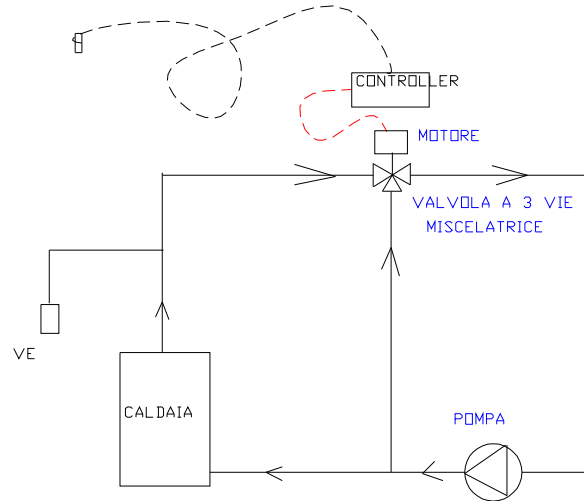 CONTROLLER
MOTORE
VALVOLA A 3 VIE
MISCELATRICE
VE
CALDAIA
POMPA